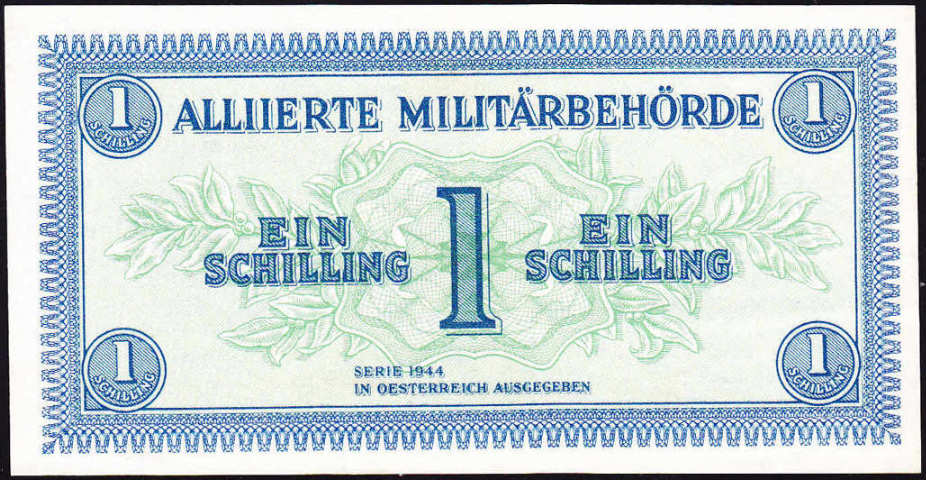 1 SCHILLING
ALLIIERTE MILITÄRBEHÖRDE
1 SCHILLING
EIN SCHILLING
1
EIN SCHILLING
1 SCHILLING
SERIE 1944
IN OESTERREICH AUSGEGEBEN
1 SCHILLING